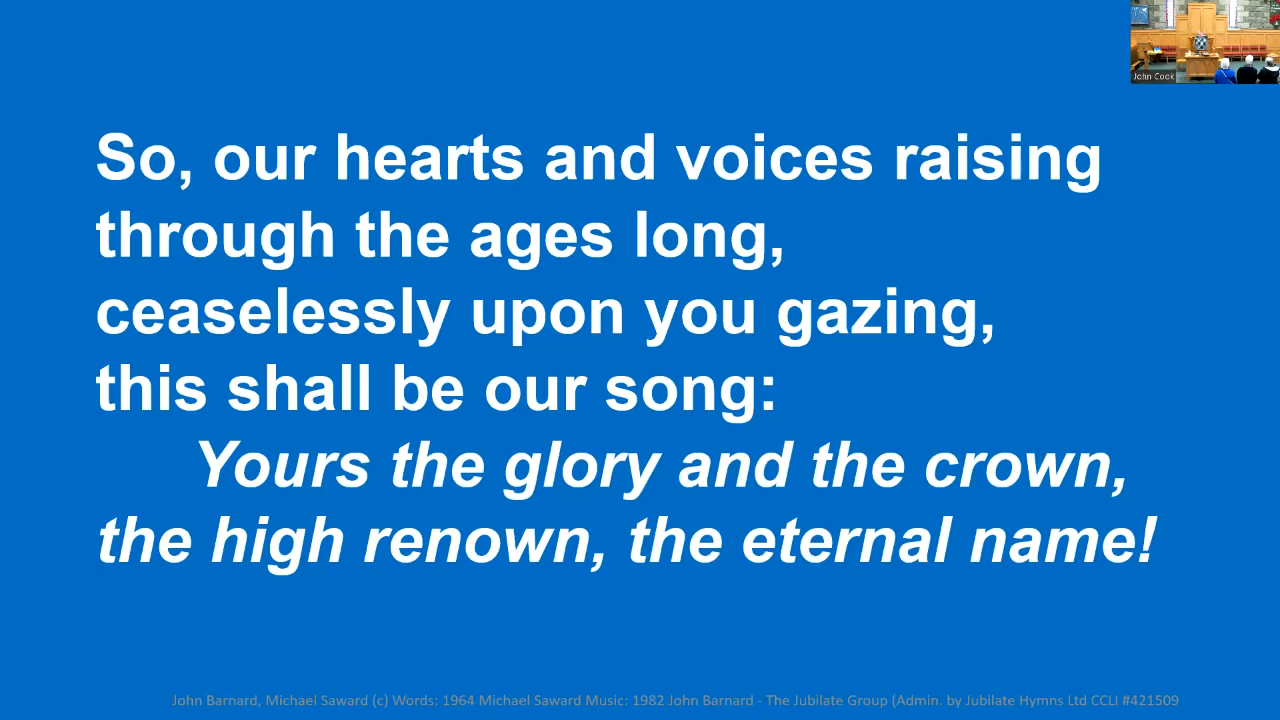 John Cook
So, our hearts and voices raising
through the ages long,
ceaselessly upon you gazing,
this shall be our song:
Yours the glory and the crown,
the high renown, the eternal name!
John Barnard, Michael Saward (c) Words: 1964 Michael Saward Music: 1982 John Barnard - The Jubilate Group (Admin. by Jubilate Hymns Ltd CCLI #421509